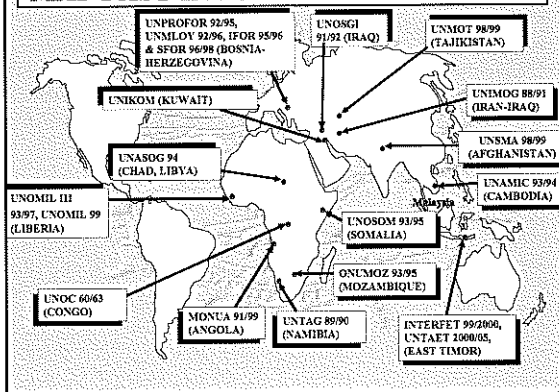 UNPROFOR 92/95,
UNMLOY 92/96, IFOR 95/96
& SFOR 96/98 (BOSNIA-
HERZEGOVINA)
UNOSGI
91/92 (IRAQ)
UNMOT 98/99
(TAJIKISTAN)
UNIKOM (KUWAIT)
UNIMOG 88/91
(IRAN-IRAQ)
UNASOG 94
(CHAD, LIBYA)
UNSMA 98/99
(AFGHANISTAN)
UNOMIL III
93/97, UNOMIL 99
(LIBERIA)
UNAMIC 93/94
(CAMBODIA)
Malaysia
UNOSOM 93/95
(SOMALIA)
UNOC 60/63
(CONGO)
ONUMOZ 93/95
(MOZAMBIQUE)
MONUA 91/99
(ANGOLA)
UNTAG 89/90
(NAMIBIA)
INTERFET 99/2000,
UNTAET 2000/05,
(EAST TIMOR)